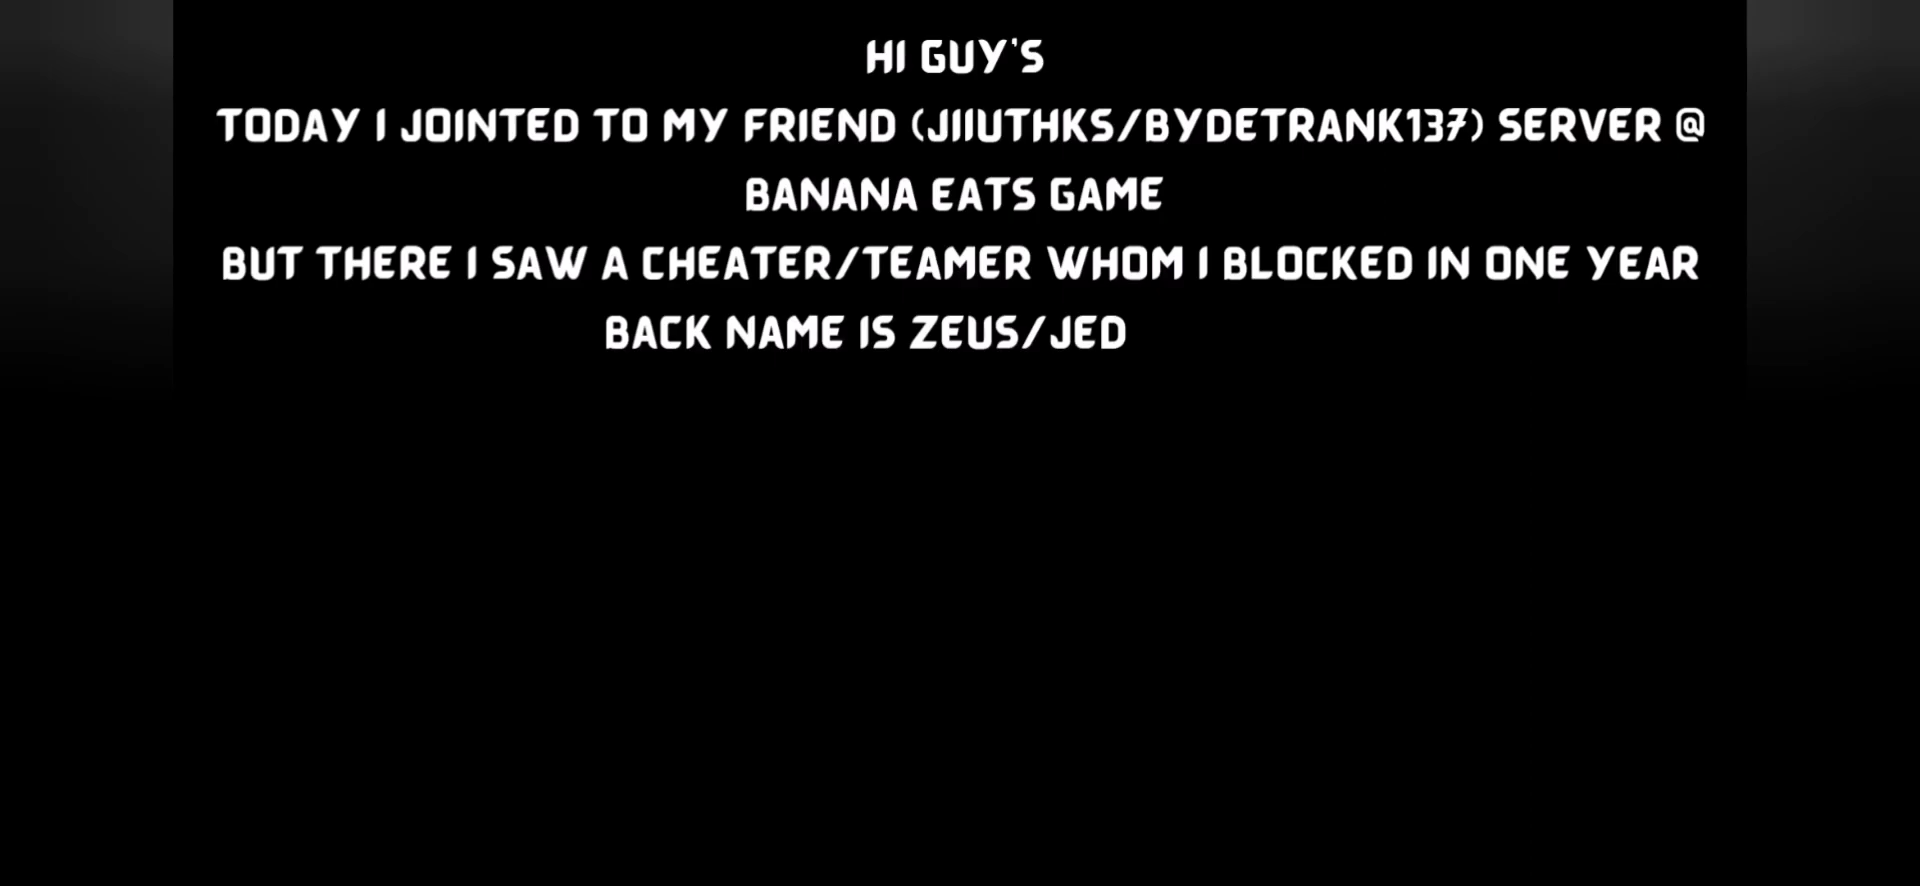 HI GUY'S
TODAY I JOINTED TO MY FRIEND (JIIUTHKS/BYDETRANK137) SERVER @
BANANA EATS GAME
BUT THERE I SAW A CHEATER/TEAMER WHOM I BLOCKED IN ONE YEAR
BACK NAME IS ZEUS/JED